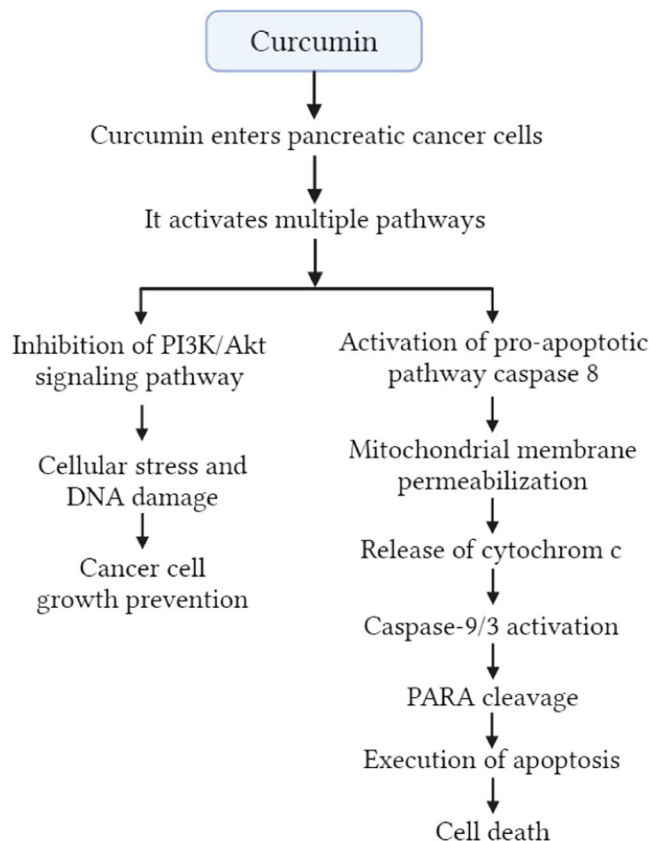 Curcumin
Curcumin enters pancreatic cancer cells
It activates multiple pathways
Inhibition of PI3K/Akt
signaling pathway
Cellular stress and
DNA damage
Cancer cell
growth prevention
Activation of pro-apoptotic
pathway caspase 8
Mitochondrial membrane
permeabilization
Release of cytochrom c
Caspase-9/3 activation
PARA cleavage
Execution of apoptosis
Cell death